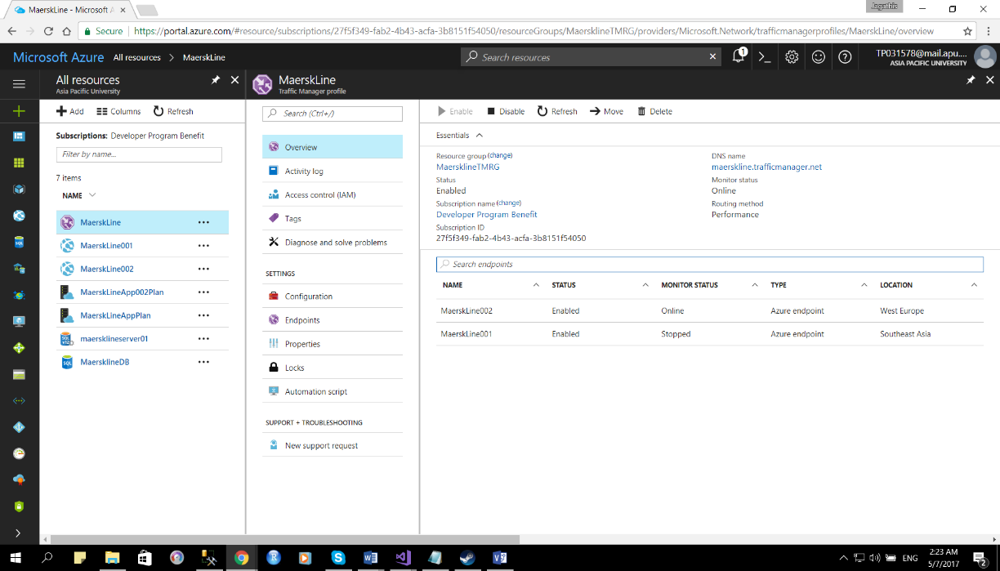 MaerskLine - Microsoft A
Jagathis
Secure
https://portal.azure.com/#resource/subscriptions/27f5f349-fab2-4b43-acfa-3b8151f54050/resourceGroups/MaersklineTMRG/providers/Microsoft.Network/trafficmanagerprofiles/MaerskLine/overview
Microsoft Azure All resources > MaerskLine
Search resources
1
TP031578@mail.apu....
ASIA PACIFIC UNIVERSITY
All resources
Asia Pacific University
Add Columns Refresh
Subscriptions: Developer Program Benefit
Filter by name...
7 items
NAME
MaerskLine
MaerskLine001
MaerskLine002
MaerskLineApp002Plan
MaerskLineAppPlan
maersklineserver01
MaersklineDB
MaerskLine
Traffic Manager profile
Search (Ctrl+/)
Overview
Activity log
Access control (IAM)
Tags
Diagnose and solve problems
SETTINGS
Configuration
Endpoints
Properties
Locks
Automation script
SUPPORT + TROUBLESHOOTING
New support request
Enable Disable Refresh Move Delete
Essentials
Resource group (change)
MaersklineTMRG
Status
Enabled
Subscription name (change)
Developer Program Benefit
Subscription ID
27f5f349-fab2-4b43-acfa-3b8151f54050
DNS name
maerskline.trafficmanager.net
Monitor status
Online
Routing method
Performance
Search endpoints
NAME STATUS MONITOR STATUS TYPE LOCATION
MaerskLine002 Enabled Online Azure endpoint West Europe
MaerskLine001 Enabled Stopped Azure endpoint Southeast Asia
ENG
2:23 AM
5/7/2017
2